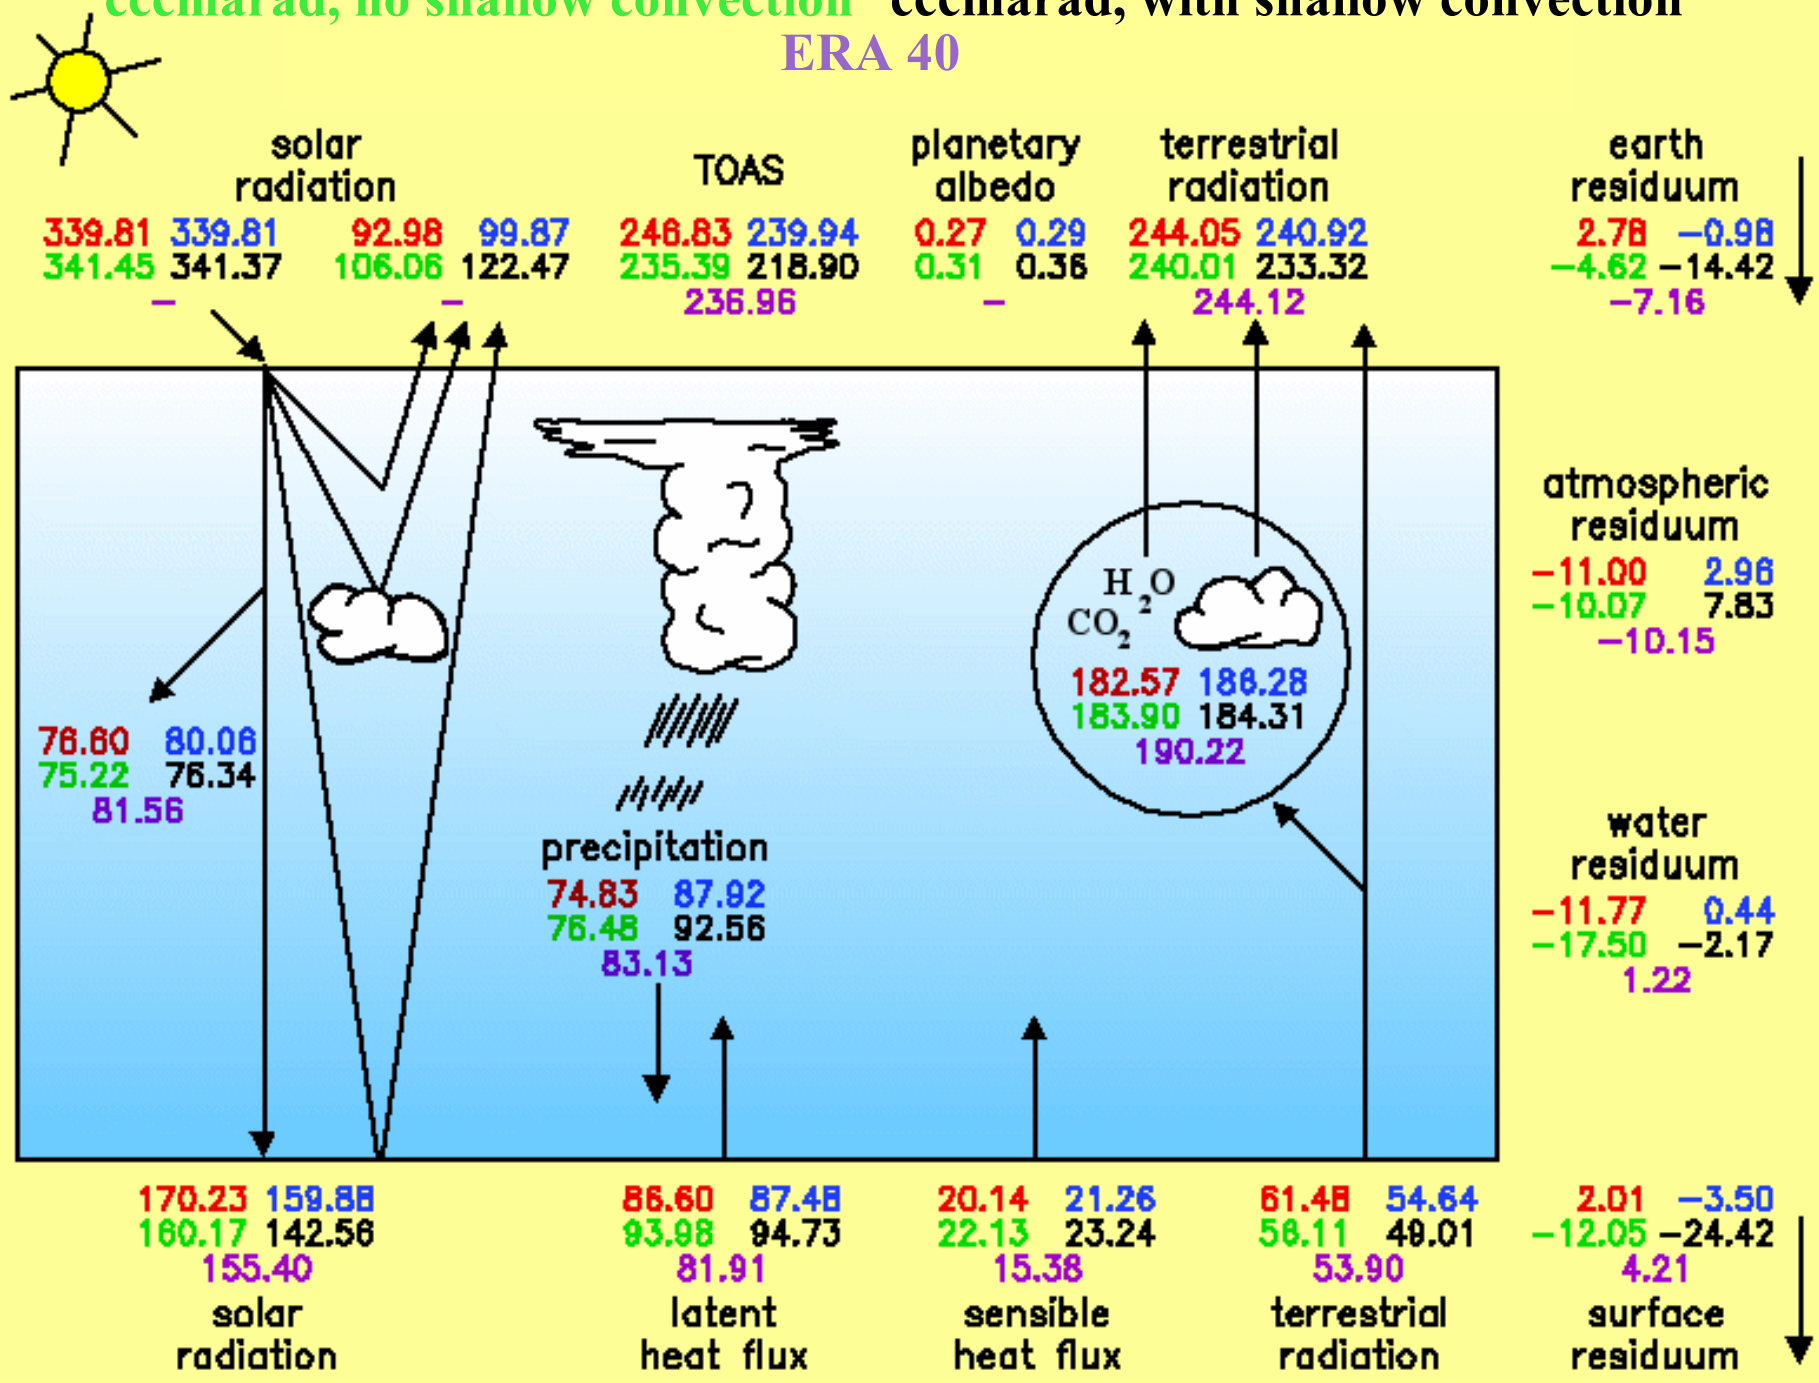 cccmarad, no shallow convection cccmarad, with shallow convection
ERA 40
solar
radiation
TOAS
planetary
albedo
terrestrial
radiation
earth
residuum
339.81 339.81 92.98 99.87 246.83 239.94 0.27 0.29 244.05 240.92 2.78 −0.98
341.45 341.37 106.06 122.47 235.39 218.90 0.31 0.36 240.01 233.32 −4.62 −14.42
− − 236.96 − 244.12 −7.16
atmospheric
residuum
−11.00 2.96
−10.07 7.83
−10.15
H2O
CO2
182.57 186.28
183.90 184.31
190.22
76.60 80.06
75.22 76.34
81.56
precipitation
74.83 87.92
76.48 92.56
83.13
water
residuum
−11.77 0.44
−17.50 −2.17
1.22
170.23 159.88 86.60 87.48 20.14 21.26 61.48 54.64 2.01 −3.50
160.17 142.56 93.98 94.73 22.13 23.24 56.11 49.01 −12.05 −24.42
155.40 81.91 15.38 53.90 4.21
solar
radiation
latent
heat flux
sensible
heat flux
terrestrial
radiation
surface
residuum